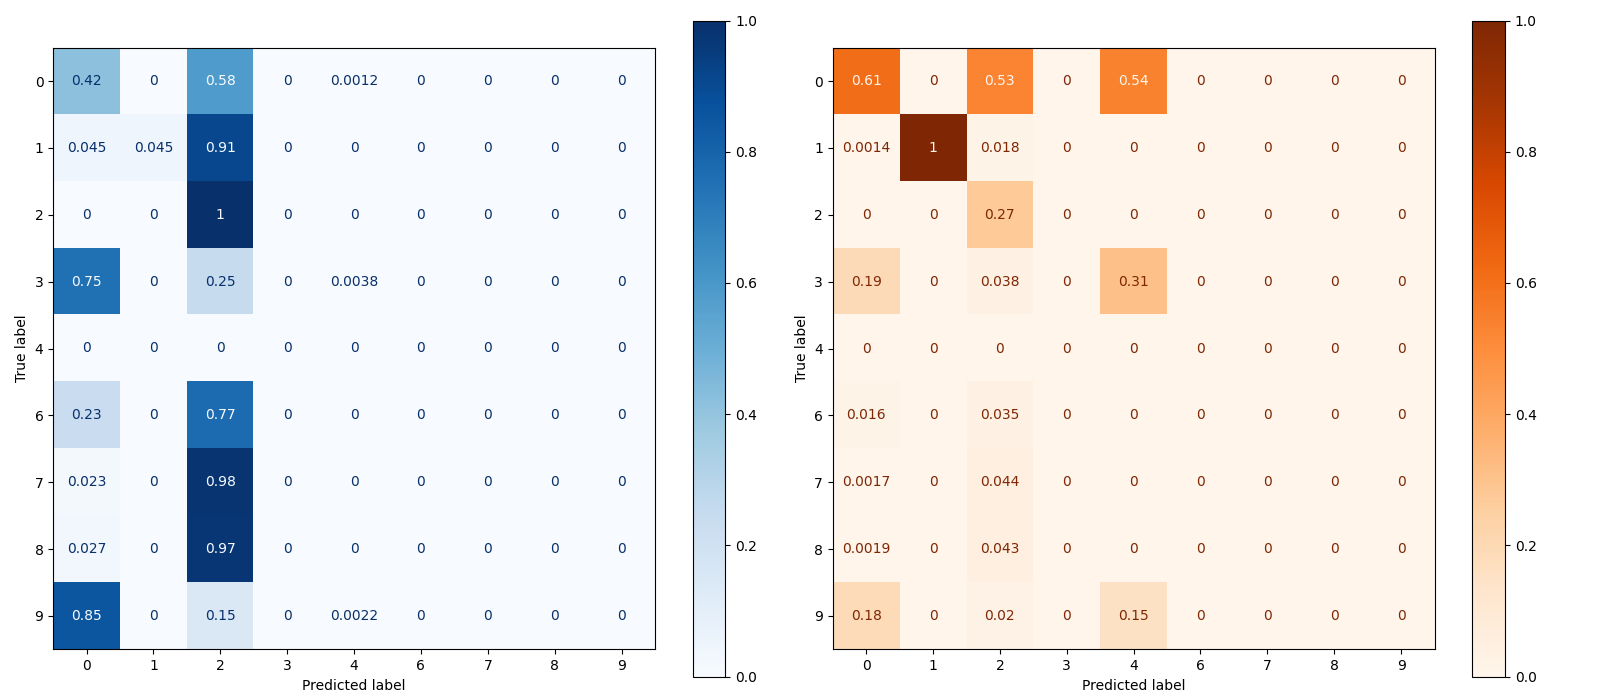 1.0 1.0
0 0.42 0 0.58 0 0.0012 0 0 0 0 0 0.61 0 0.53 0 0.54 0 0 0 0
1 0.045 0.045 0.91 0 0 0 0 0 0 0.8 1 0.0014 1 0.018 0 0 0 0 0 0 0.8
2 0 0 1 0 0 0 0 0 0 2 0 0 0.27 0 0 0 0 0 0
3 0.75 0 0.25 0 0.0038 0 0 0 0 0.6 3 0.19 0 0.038 0 0.31 0 0 0 0 0.6
True label True label
4 0 0 0 0 0 0 0 0 0 4 0 0 0 0 0 0 0 0 0
6 0.23 0 0.77 0 0 0 0 0 0 0.4 6 0.016 0 0.035 0 0 0 0 0 0 0.4
7 0.023 0 0.98 0 0 0 0 0 0 7 0.0017 0 0.044 0 0 0 0 0 0
8 0.027 0 0.97 0 0 0 0 0 0 0.2 8 0.0019 0 0.043 0 0 0 0 0 0 0.2
9 0.85 0 0.15 0 0.0022 0 0 0 0 9 0.18 0 0.02 0 0.15 0 0 0 0
0 1 2 3 4 6 7 8 9 0.0 0 1 2 3 4 6 7 8 9 0.0
Predicted label Predicted label